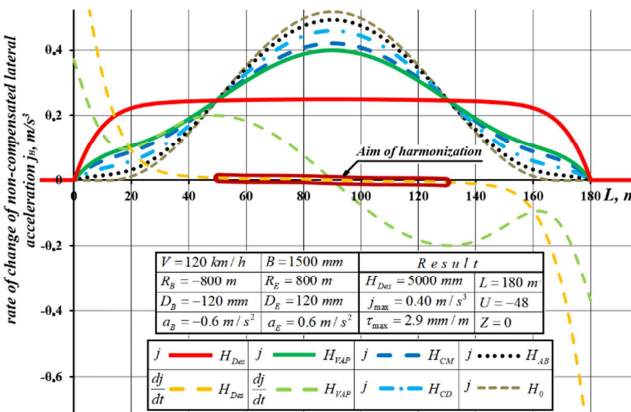 rate of change of non-compensated lateral
acceleration jн, m/s³
0,4
0,2
0
-0,2
-0,4
-0,6
0 20 40 60 80 100 120 140 160 180 L, m
Aim of harmonization
V=120 km/h B=1500 mm Result
R_B=−800 m R_E=800 m H_Des=5000 mm L=180 m
D_B=−120 mm D_E=120 mm j_max=0.40 m/s³ U=−48
a_B=−0.6 m/s² a_E=0.6 m/s² τ_max=2.9 mm/m Z=0
j H_Des j H_VAP j H_CM j H_AB
dj/dt H_Des dj/dt H_VAP j H_CD j H_0